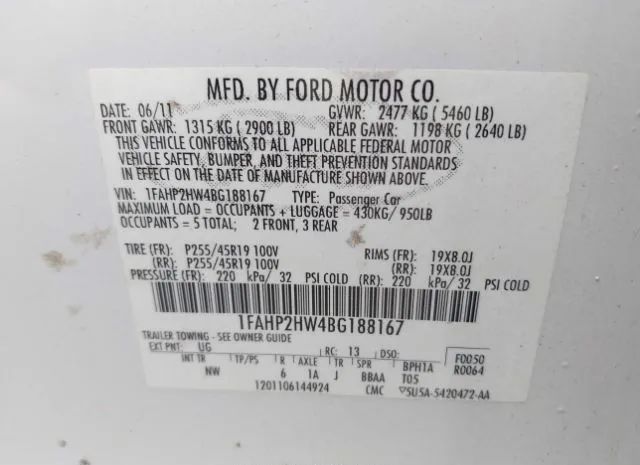 MFD. BY FORD MOTOR CO.
DATE: 06/11 GVWR: 2477 KG ( 5460 LB)
FRONT GAWR: 1315 KG ( 2900 LB) REAR GAWR: 1198 KG ( 2640 LB)
THIS VEHICLE CONFORMS TO ALL APPLICABLE FEDERAL MOTOR
VEHICLE SAFETY, BUMPER, AND THEFT PREVENTION STANDARDS
IN EFFECT ON THE DATE OF MANUFACTURE SHOWN ABOVE.
VIN: 1FAHP2HW4BG188167 TYPE: Passenger Car
MAXIMUM LOAD = OCCUPANTS + LUGGAGE = 430KG/ 950LB
OCCUPANTS = 5 TOTAL; 2 FRONT, 3 REAR
TIRE (FR): P255/45R19 100V RIMS (FR): 19X8.0J
(RR): P255/45R19 100V (RR): 19X8.0J
PRESSURE (FR): 220 kPa/ 32 PSI COLD (RR): 220 kPa/ 32 PSI COLD
1FAHP2HW4BG188167
TRAILER TOWING - SEE OWNERS MANUAL
EXT PNT: UG RC: 13 DSO: F0050
INT TR TP/PS R AXLE TR SPR BPH1A R0064
NW 6 1A J BBAA T05
1201106144924 CMC ▽5U5A-5420472-AA